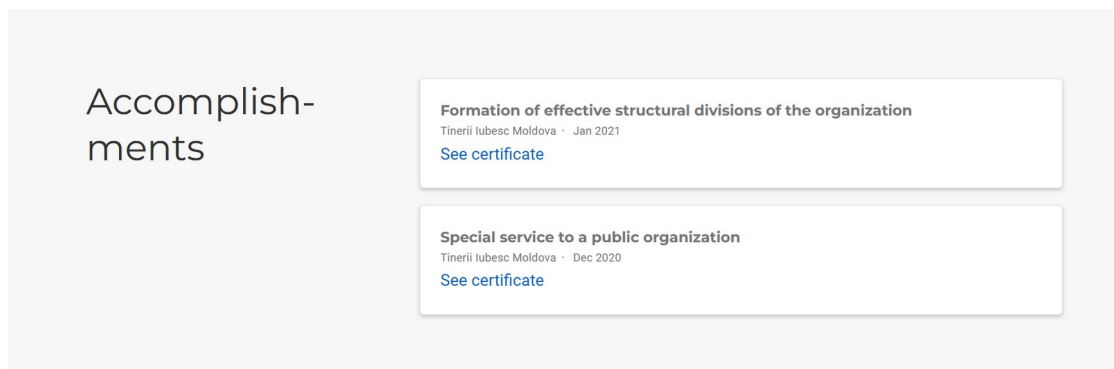 Accomplish-
ments
Formation of effective structural divisions of the organization
Tinerii Iubesc Moldova · Jan 2021
See certificate
Special service to a public organization
Tinerii Iubesc Moldova · Dec 2020
See certificate